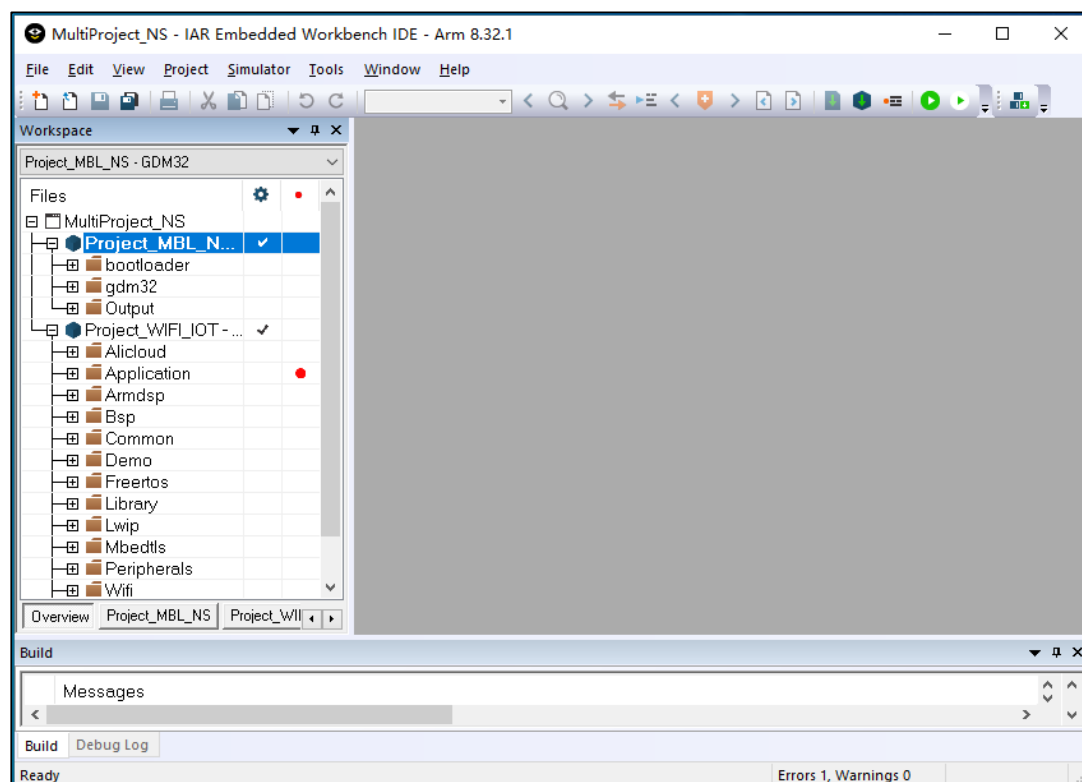 MultiProject_NS - IAR Embedded Workbench IDE - Arm 8.32.1
File Edit View Project Simulator Tools Window Help
Workspace
Project_MBL_NS - GDM32
Files
MultiProject_NS
Project_MBL_N...
bootloader
gdm32
Output
Project_WIFI_IOT - ...
Alicloud
Application
Armdsp
Bsp
Common
Demo
Freertos
Library
Lwip
Mbedtls
Peripherals
Wifi
Overview Project_MBL_NS Project_WII
Build
Messages
Build Debug Log
Ready Errors 1, Warnings 0